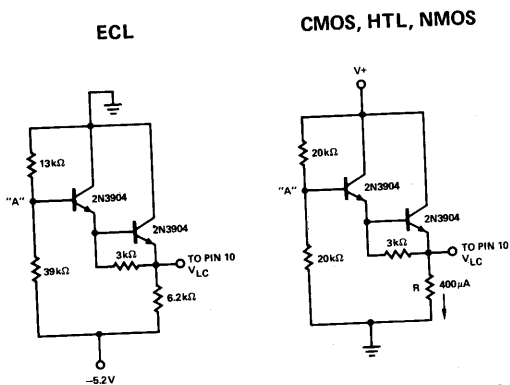 ECL
13kΩ
"A"
2N3904
2N3904
3kΩ
TO PIN 10
VLC
39kΩ
6.2kΩ
–5.2V
CMOS, HTL, NMOS
V+
20kΩ
"A"
2N3904
2N3904
3kΩ
TO PIN 10
VLC
20kΩ
R
400μA